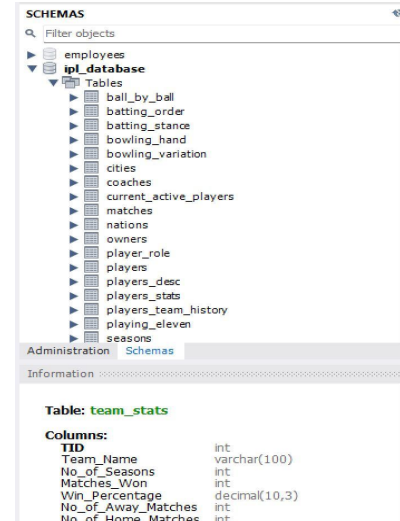 SCHEMAS
Filter objects
employees
ipl_database
Tables
ball_by_ball
batting_order
batting_stance
bowling_hand
bowling_variation
cities
coaches
current_active_players
matches
nations
owners
player_role
players
players_desc
players_stats
players_team_history
playing_eleven
seasons
Administration Schemas
Information
Table: team_stats
Columns:
TID int
Team_Name varchar(100)
No_of_Seasons int
Matches_Won int
Win_Percentage decimal(10,3)
No_of_Away_Matches int
No_of_Home_Matches int